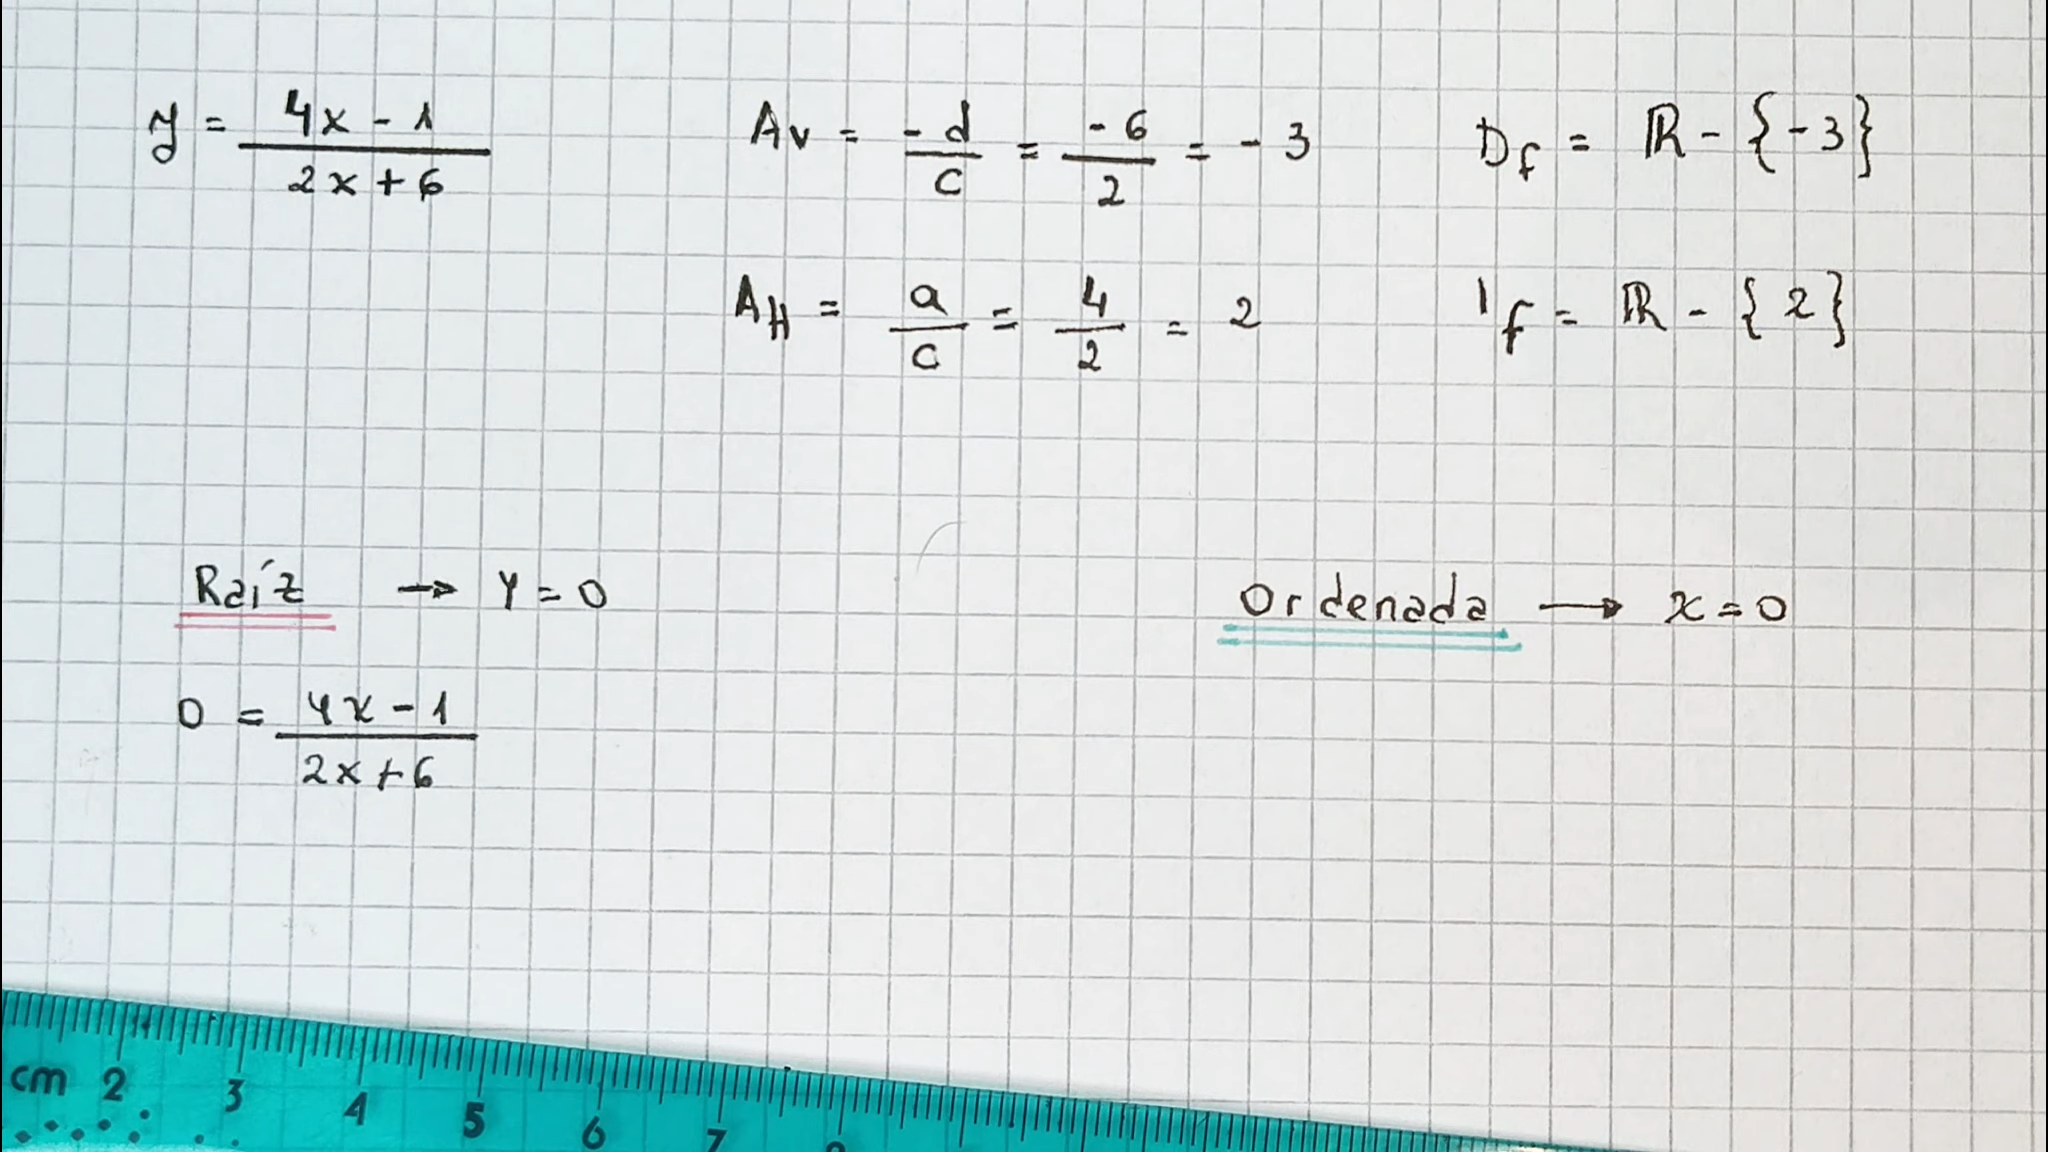 y = (4x - 1)/(2x + 6)
Av = -d/c = -6/2 = -3
Df = ℝ - {-3}
AH = a/c = 4/2 = 2
If = ℝ - {2}
Raíz → Y = 0
Ordenada → x = 0
0 = (4x - 1)/(2x + 6)
cm 2 3 4 5 6 7